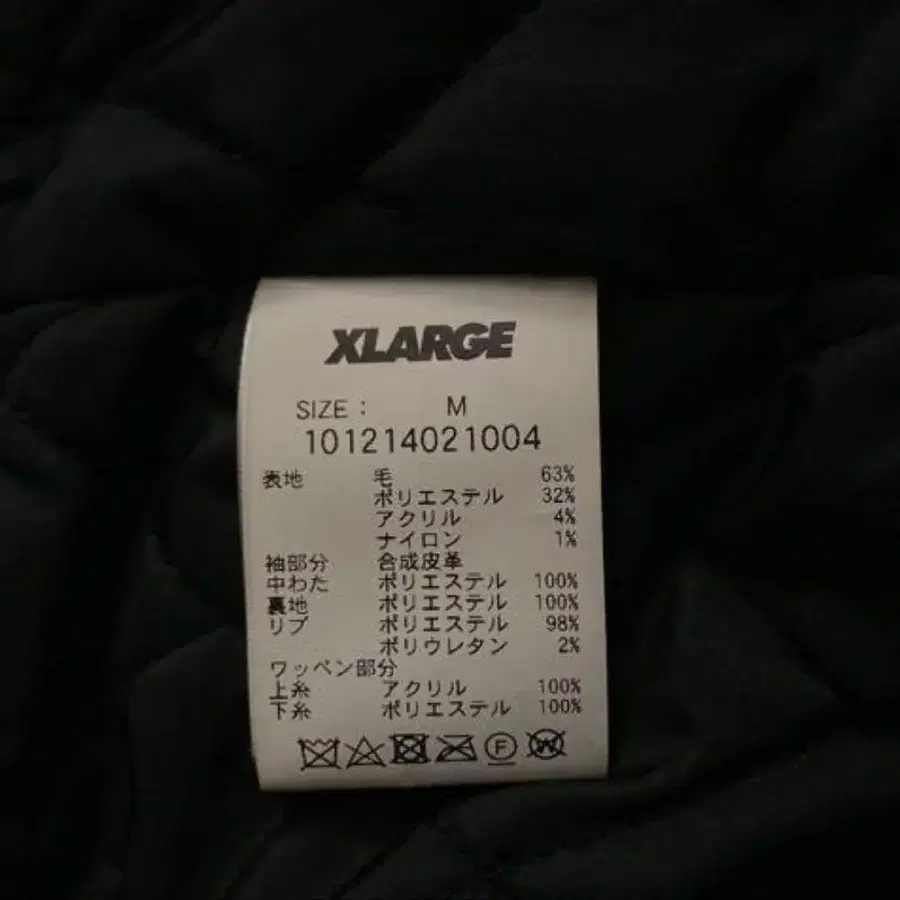 XLARGE
SIZE： M
101214021004
表地 毛 63%
ポリエステル 32%
アクリル 4%
ナイロン 1%
袖部分 合成皮革
中わた ポリエステル 100%
裏地 ポリエステル 100%
リブ ポリエステル 98%
ポリウレタン 2%
ワッペン部分
上糸 アクリル 100%
下糸 ポリエステル 100%
F W